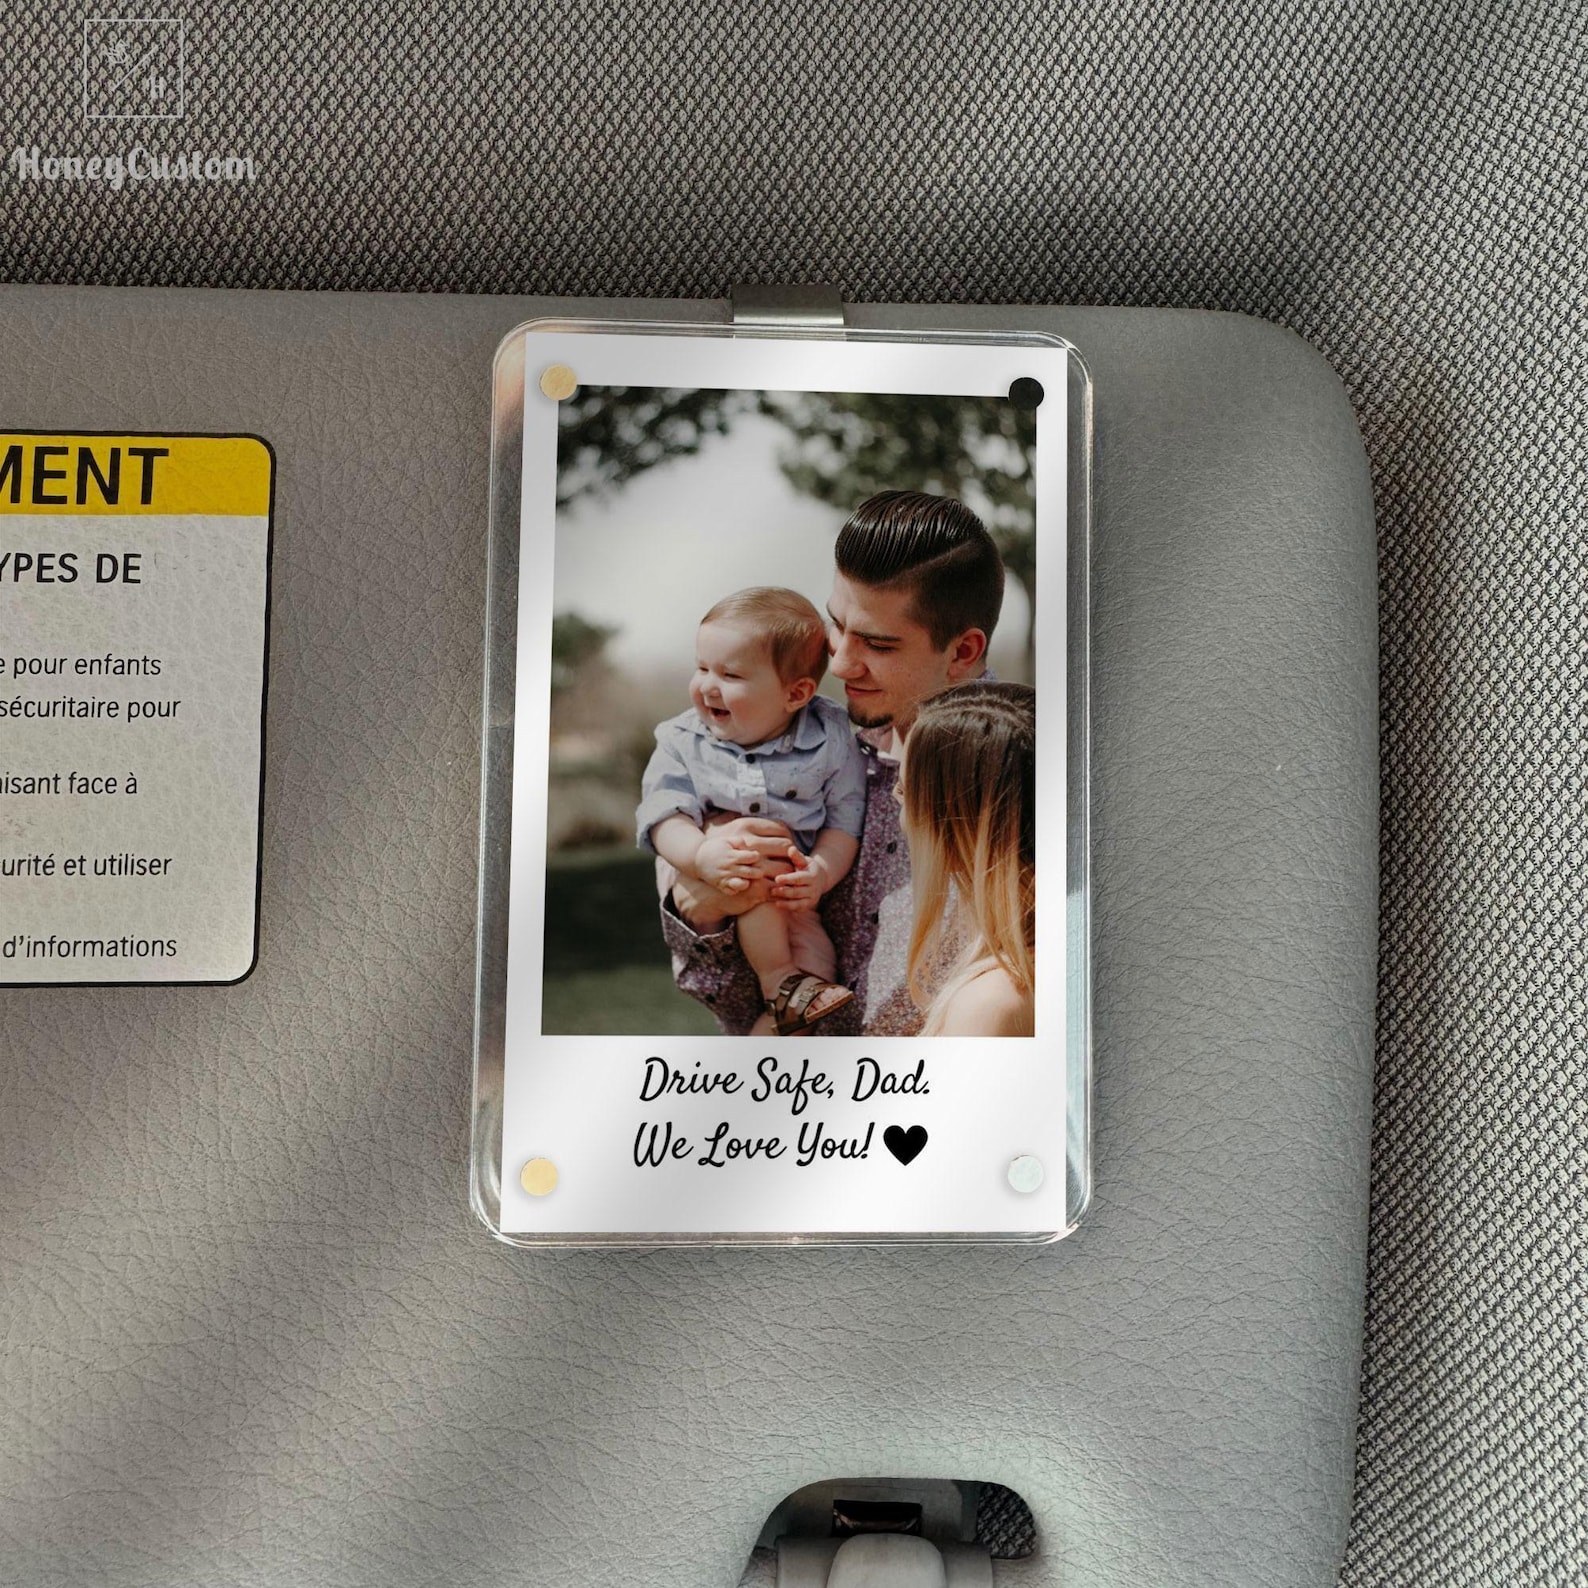 H
HoneyCustom
MENT
YPES DE
e pour enfants
sécuritaire pour
aisant face à
urité et utiliser
d'informations
Drive Safe, Dad.
We Love You!